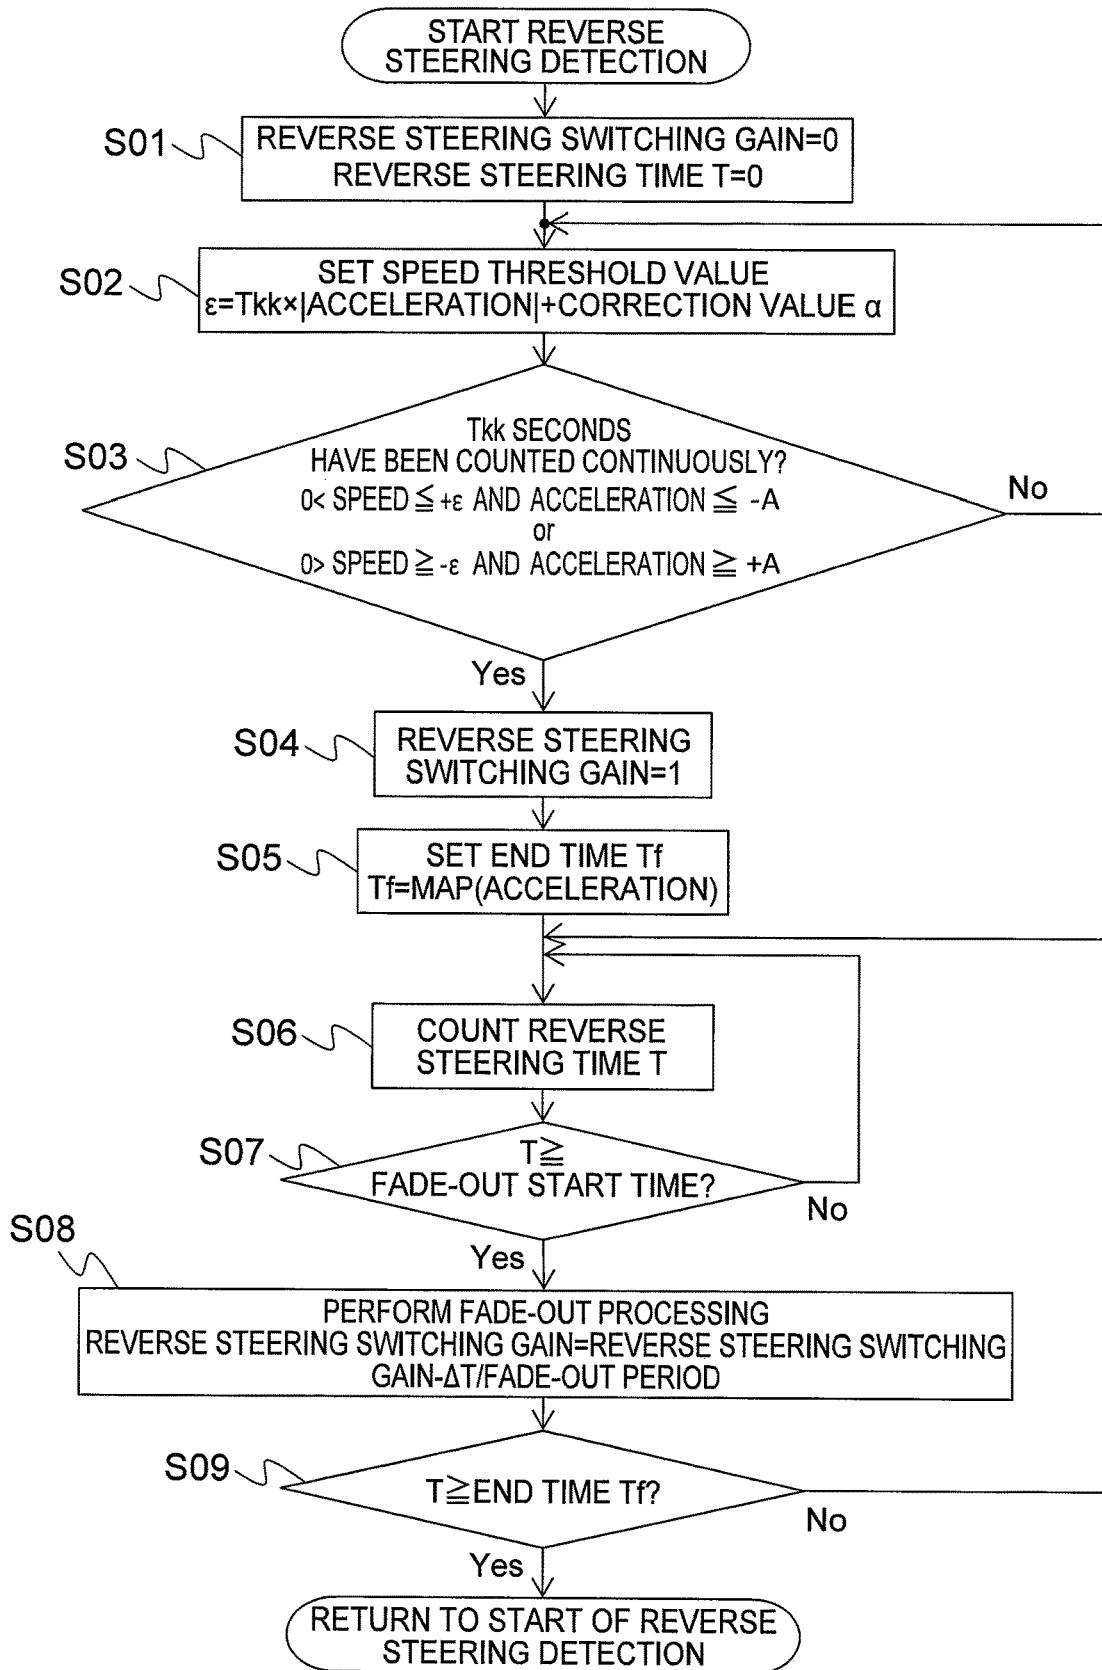 START REVERSE
STEERING DETECTION
S01
REVERSE STEERING SWITCHING GAIN=0
REVERSE STEERING TIME T=0
S02
SET SPEED THRESHOLD VALUE
ε=Tkk×|ACCELERATION|+CORRECTION VALUE α
S03
Tkk SECONDS
HAVE BEEN COUNTED CONTINUOUSLY?
0< SPEED ≦ +ε AND ACCELERATION ≦ -A
or
0> SPEED ≧ -ε AND ACCELERATION ≧ +A
No
Yes
S04
REVERSE STEERING
SWITCHING GAIN=1
S05
SET END TIME Tf
Tf=MAP(ACCELERATION)
S06
COUNT REVERSE
STEERING TIME T
S07
T≧
FADE-OUT START TIME?
No
Yes
S08
PERFORM FADE-OUT PROCESSING
REVERSE STEERING SWITCHING GAIN=REVERSE STEERING SWITCHING
GAIN-ΔT/FADE-OUT PERIOD
S09
T≧END TIME Tf?
No
Yes
RETURN TO START OF REVERSE
STEERING DETECTION